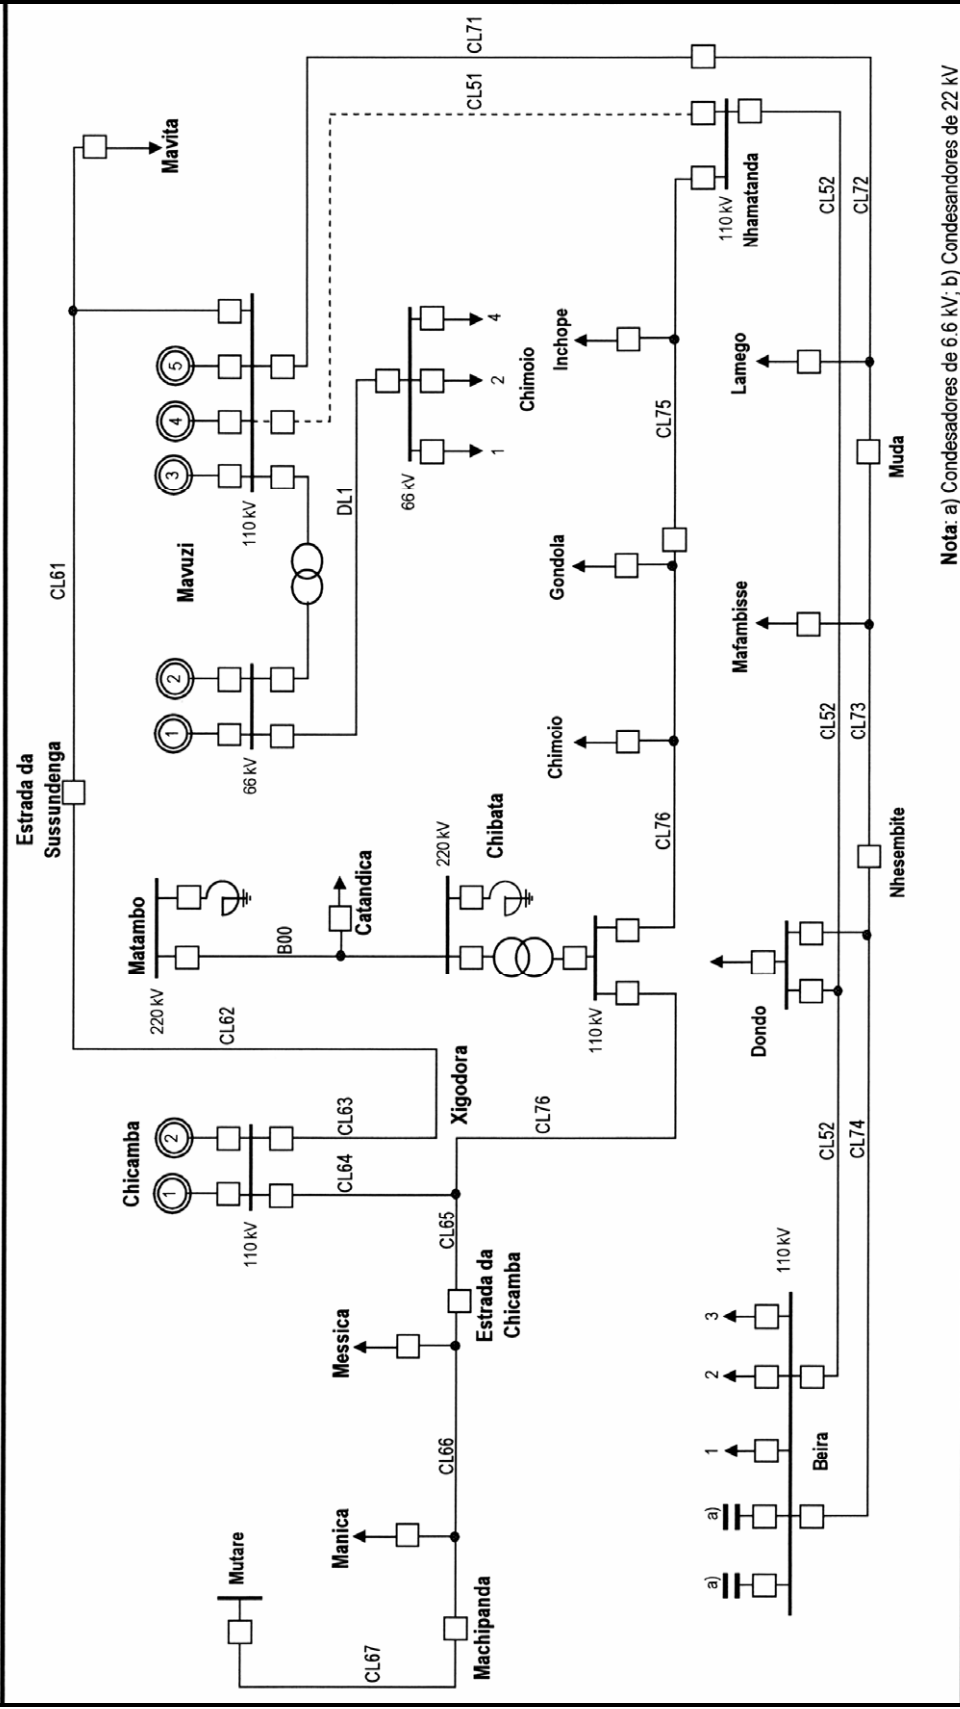 Mutare
CL67
Machipanda
Manica
CL66
Messica
Estrada da
Chicamba
CL65
Chicamba
1
2
110 kV
CL64
CL63
Xigodora
CL62
CL76
Matambo
220 kV
B00
Catandica
220 kV
Chibata
110 kV
CL76
Estrada da
Sussundenga
CL61
Mavita
Mavuzi
1
2
66 kV
3
4
5
110 kV
DL1
66 kV
1
2
4
Chimoio
CL51
CL71
Chimoio
Gondola
CL75
Inchope
110 kV
Nhamatanda
a)
a)
1
2
3
110 kV
Beira
CL52
CL74
Dondo
Nhesembite
CL52
CL73
Mafambisse
Muda
Lamego
CL52
CL72
Nota: a) Condesadores de 6.6 kV; b) Condesandores de 22 kV